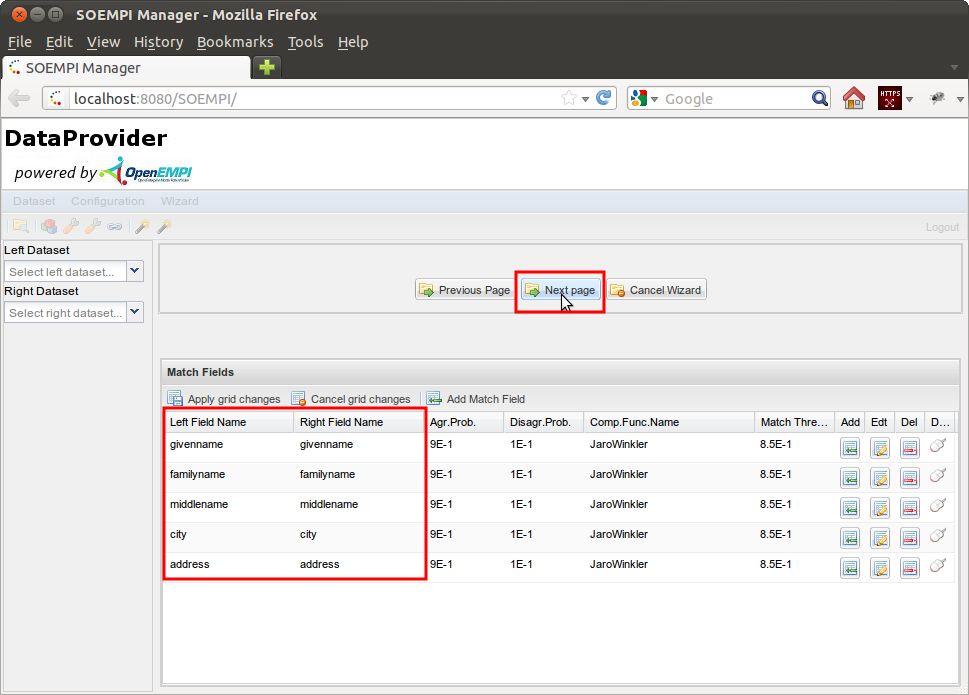 SOEMPI Manager - Mozilla Firefox
File Edit View History Bookmarks Tools Help
SOEMPI Manager
localhost:8080/SOEMPI/ Google HTTPS
DataProvider
powered by OpenEMPI
Dataset Configuration Wizard
Logout
Left Dataset
Select left dataset...
Right Dataset
Select right dataset...
Previous Page Next page Cancel Wizard
Match Fields
Apply grid changes Cancel grid changes Add Match Field
Left Field Name Right Field Name Agr.Prob. Disagr.Prob. Comp.Func.Name Match Thre... Add Edt Del D...
givenname givenname 9E-1 1E-1 JaroWinkler 8.5E-1
familyname familyname 9E-1 1E-1 JaroWinkler 8.5E-1
middlename middlename 9E-1 1E-1 JaroWinkler 8.5E-1
city city 9E-1 1E-1 JaroWinkler 8.5E-1
address address 9E-1 1E-1 JaroWinkler 8.5E-1